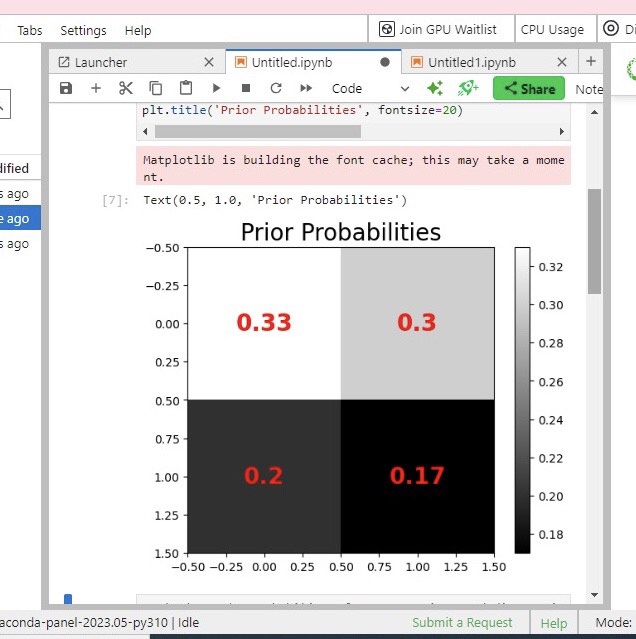 Tabs Settings Help Join GPU Waitlist CPU Usage Di
Launcher Untitled.ipynb Untitled1.ipynb
Code Share Note
plt.title('Prior Probabilities', fontsize=20)
dified
s ago
e ago
s ago
Matplotlib is building the font cache; this may take a mome
nt.
[7]: Text(0.5, 1.0, 'Prior Probabilities')
Prior Probabilities
−0.50
−0.25
0.00
0.25
0.50
0.75
1.00
1.25
1.50
0.33 0.3
0.2 0.17
−0.50 −0.25 0.00 0.25 0.50 0.75 1.00 1.25 1.50
0.32
0.30
0.28
0.26
0.24
0.22
0.20
0.18
aconda-panel-2023.05-py310 | Idle Submit a Request Help Mode: